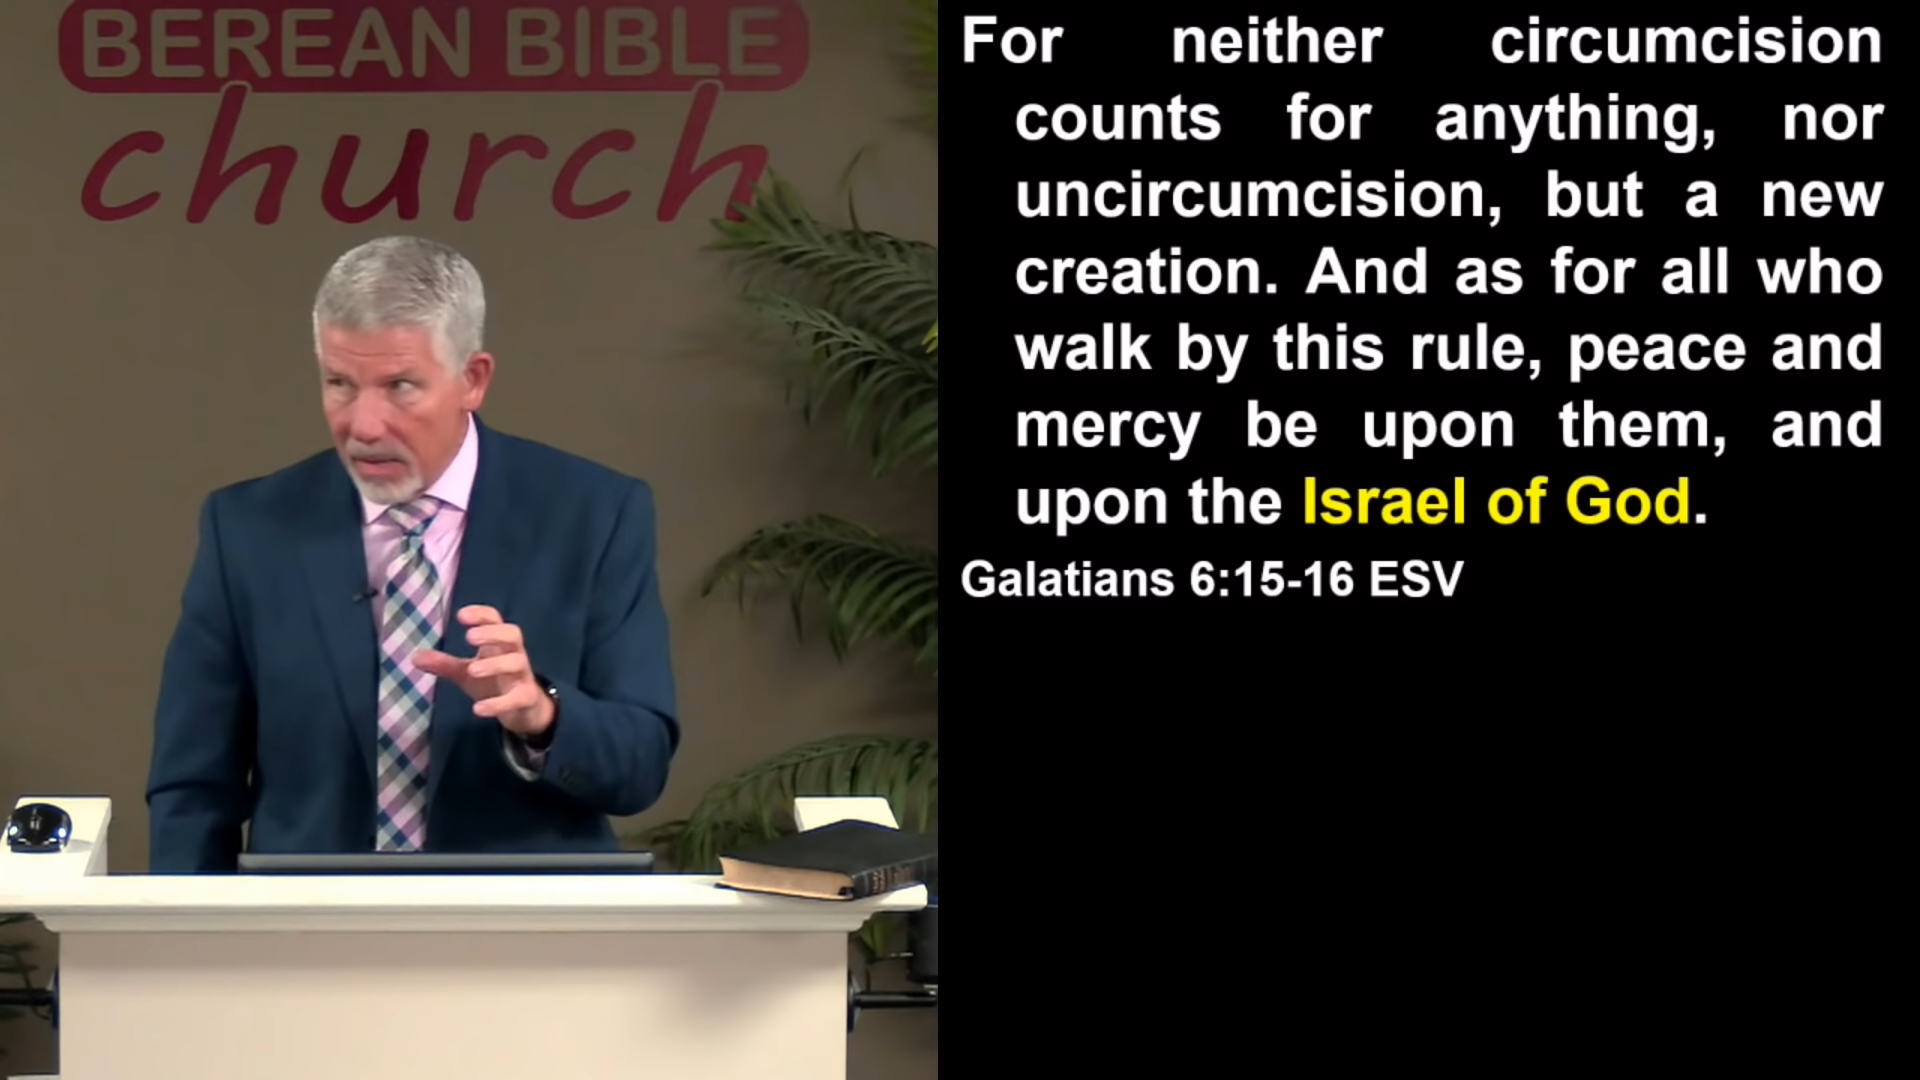 BEREAN BIBLE
church
For neither circumcision
counts for anything, nor
uncircumcision, but a new
creation. And as for all who
walk by this rule, peace and
mercy be upon them, and
upon the Israel of God.
Galatians 6:15-16 ESV